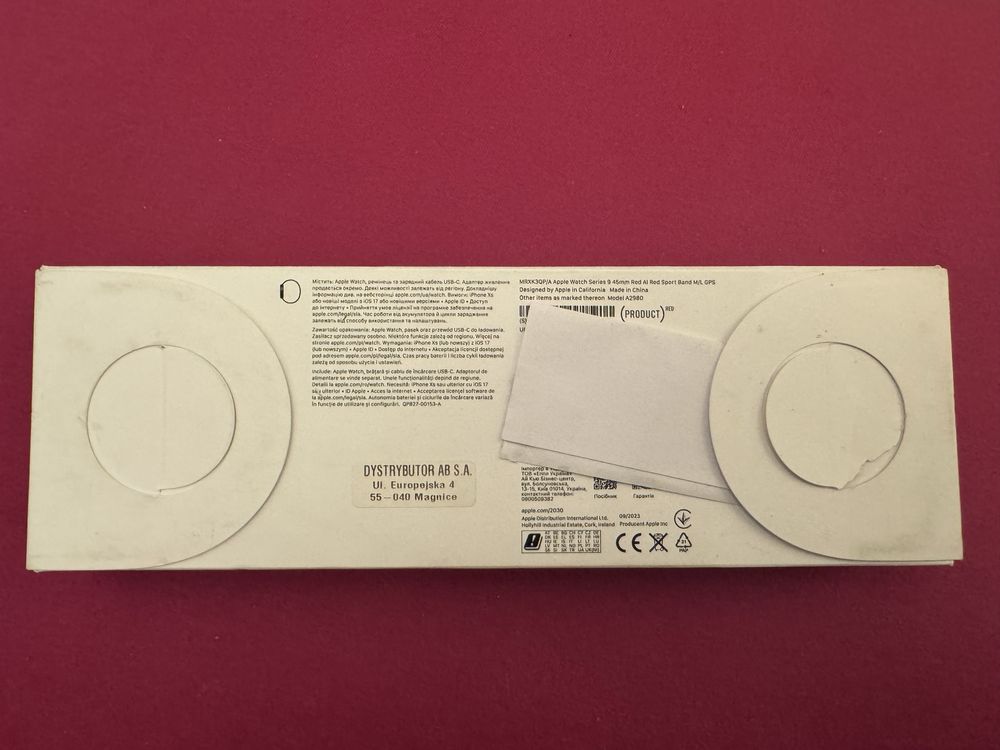 Містить: Apple Watch, ремінець та зарядний кабель USB-C. Адаптер живлення
продається окремо. Деякі можливості залежать від регіону. Докладнішу
інформацію див. на вебсторінці apple.com/ua/watch. Вимоги: iPhone Xs
або новіші моделі з iOS 17 або новішими версіями • Apple ID • Доступ
до інтернету • Прийняття умов ліцензії на програмне забезпечення на
apple.com/legal/sla. Час роботи від акумулятора й цикли заряджання
залежать від способу використання та налаштувань.
Zawartość opakowania: Apple Watch, pasek oraz przewód USB-C do ładowania.
Zasilacz sprzedawany osobno. Niektóre funkcje zależą od regionu. Więcej na
stronie apple.com/pl/watch. Wymagania: iPhone Xs (lub nowszy) z iOS 17
(lub nowszym) • Apple ID • Dostęp do internetu • Akceptacja licencji dostępnej
pod adresem apple.com/pl/legal/sla. Czas pracy baterii i liczba cykli ładowania
zależą od sposobu użycia i ustawień.
Include: Apple Watch, brățară și cablu de încărcare USB-C. Adaptorul de
alimentare se vinde separat. Unele funcționalități depind de regiune.
Detalii la apple.com/ro/watch. Necesită: iPhone Xs sau ulterior cu iOS 17
sau ulterior • ID Apple • Acces la internet • Acceptarea licenței software de
la apple.com/legal/sla. Autonomia bateriei și ciclurile de încărcare variază
în funcție de utilizare și configurări. QP827-00153-A
DYSTRYBUTOR AB S.A.
Ul. Europejska 4
55-040 Magnice
MRXK3QP/A Apple Watch Series 9 45mm Red Al Red Sport Band M/L GPS
Designed by Apple in California Made in China
Other items as marked thereon Model A2980
(PRODUCT)RED
(S)
ТОВ «Епл Україна»
Ай Кью Бізнес-центр,
вул. Болсуновська,
13-15, Київ 01014, Україна,
контактний телефон:
0800509382
Посібник Гарантія
apple.com/2030
Apple Distribution International Ltd.
Hollyhill Industrial Estate, Cork, Ireland
09/2023
Producent Apple Inc
CE
21
PAP